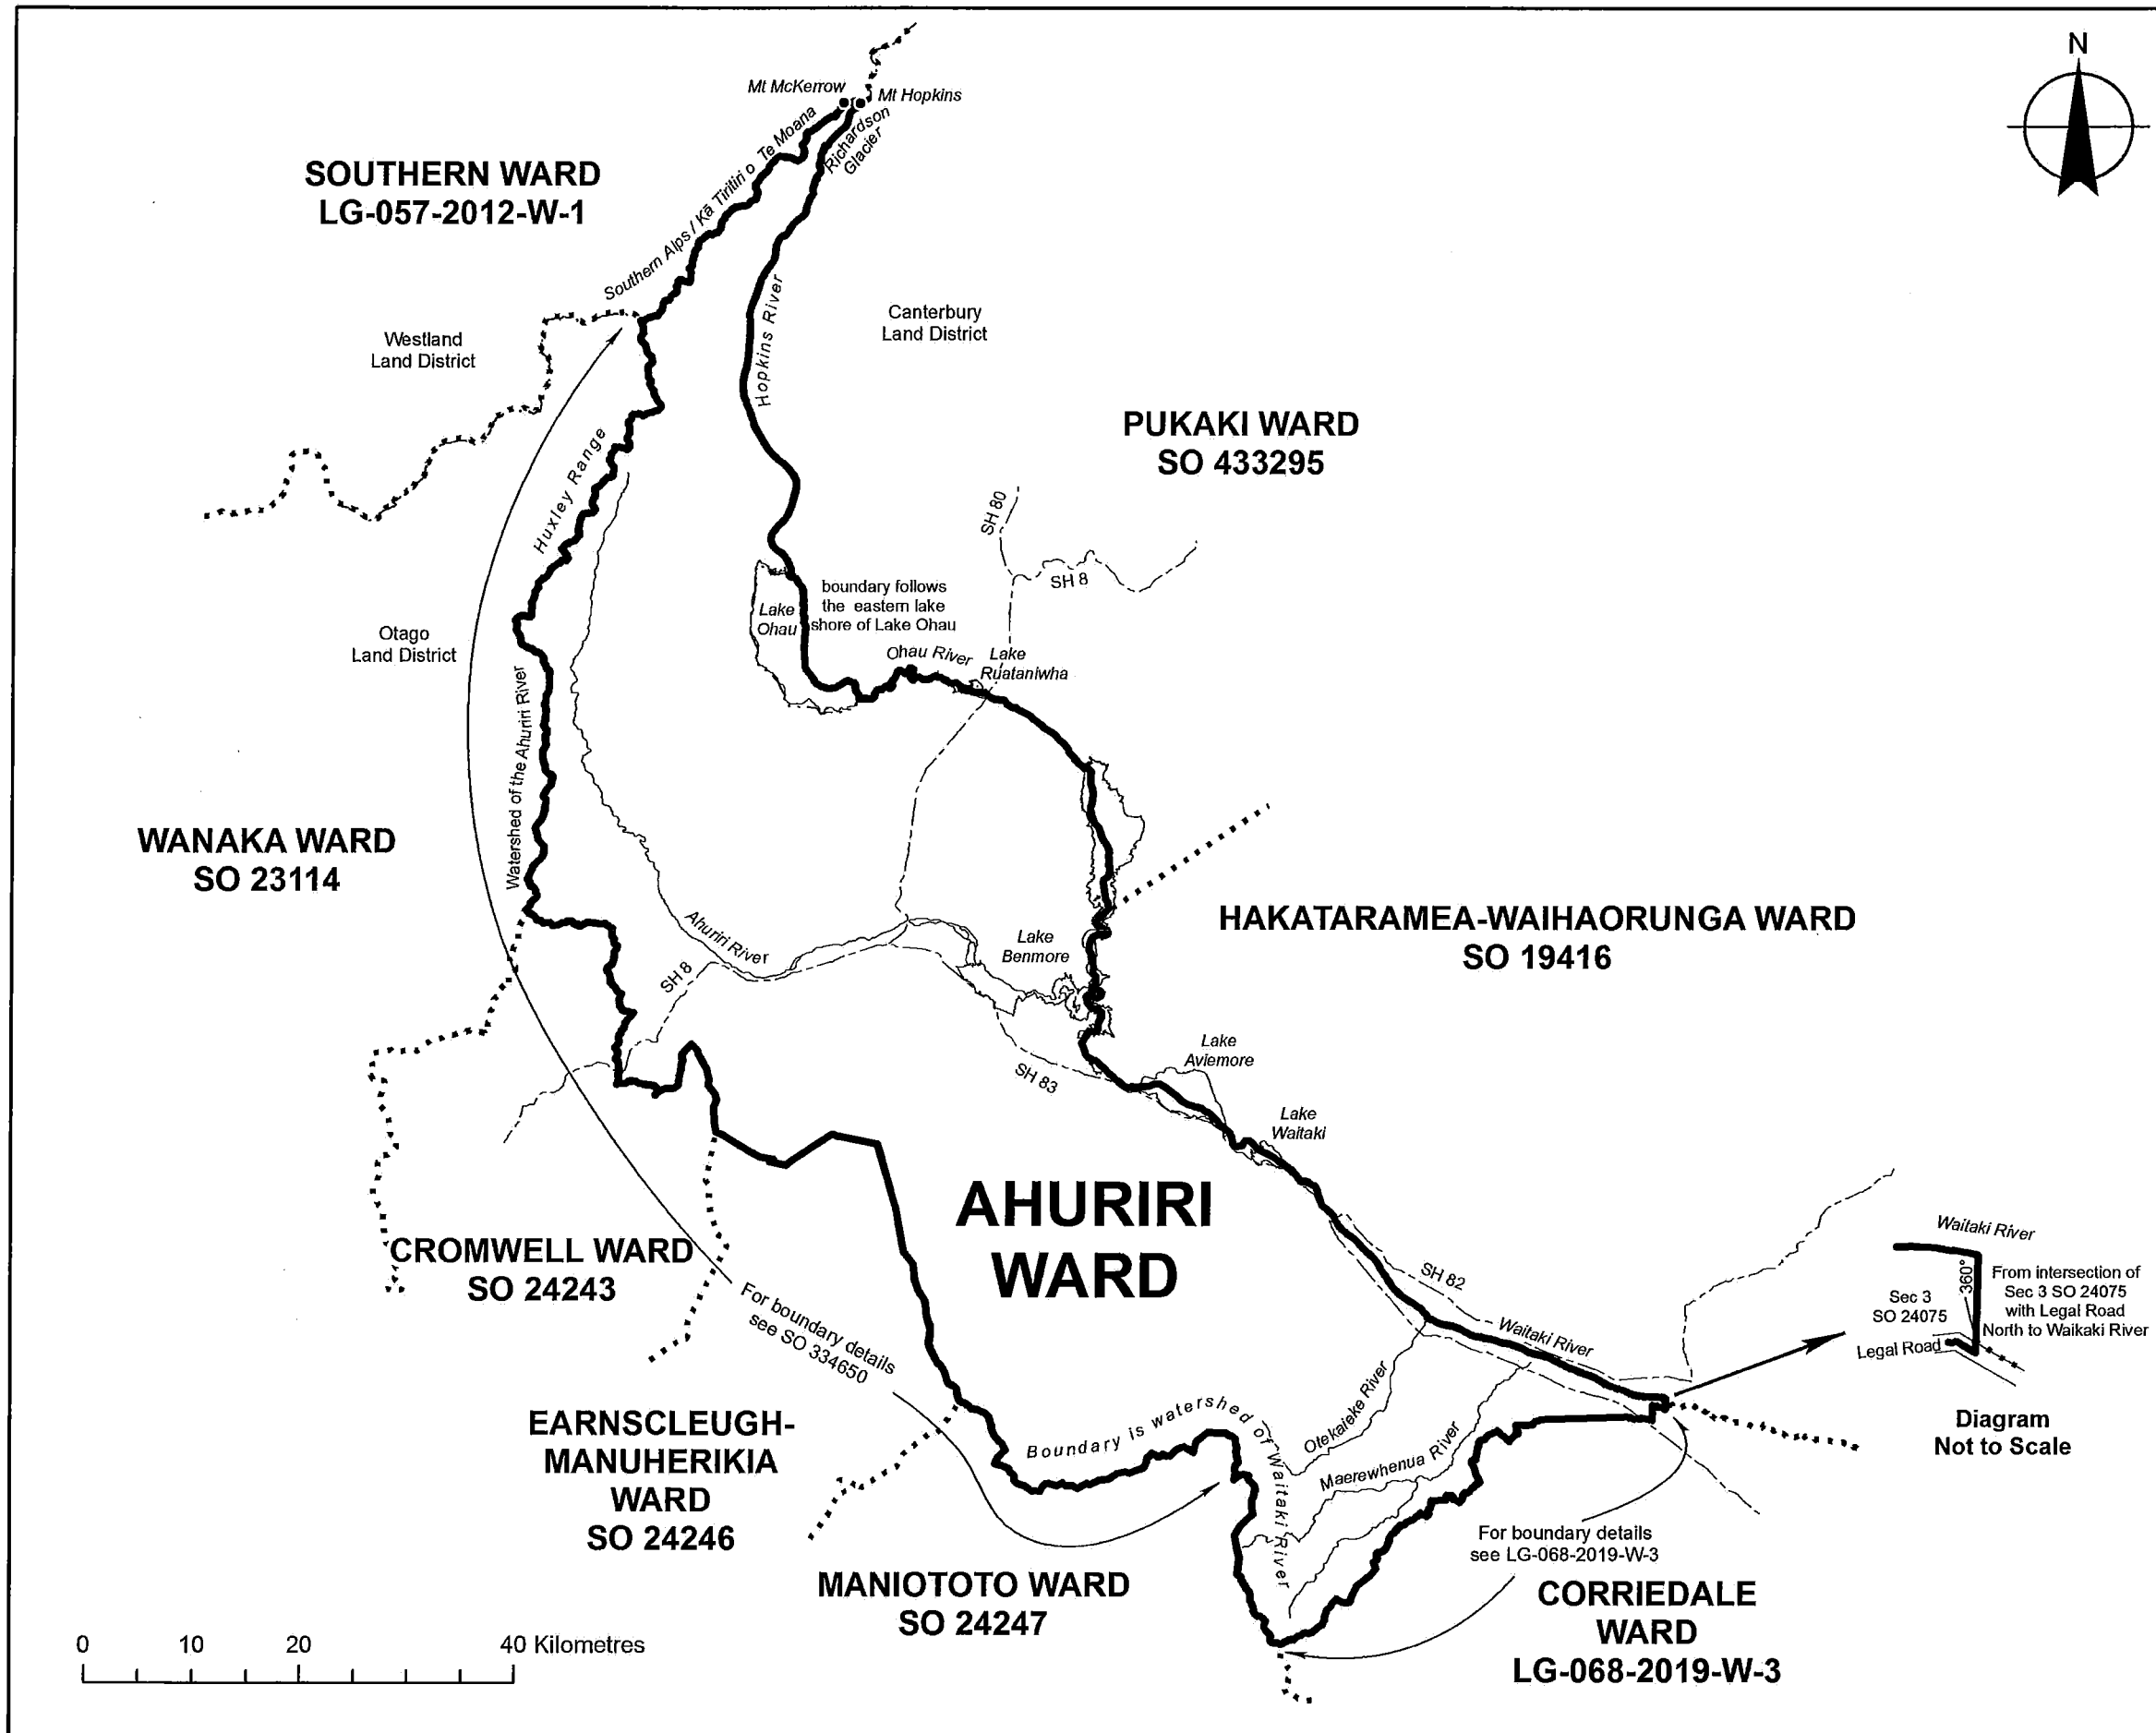 N
Mt McKerrow
Mt Hopkins
Richardson
Glacier
Southern Alps / Kā Tiritiri o Te Moana
SOUTHERN WARD
LG-057-2012-W-1
Hopkins River
Canterbury
Land District
Westland
Land District
PUKAKI WARD
SO 433295
Huxley Range
SH 80
SH 8
boundary follows
the eastern lake
shore of Lake Ohau
Lake
Ohau
Otago
Land District
Ohau River
Lake
Ruataniwha
Watershed of the Ahuriri River
WANAKA WARD
SO 23114
HAKATARAMEA-WAIHAORUNGA WARD
SO 19416
Ahuriri River
Lake
Benmore
SH 8
Lake
Aviemore
SH 83
Lake
Waitaki
AHURIRI
WARD
CROMWELL WARD
SO 24243
For boundary details
see SO 334650
SH 82
Waitaki River
Waitaki River
360°
From intersection of
Sec 3 SO 24075
with Legal Road
North to Waikaki River
Sec 3
SO 24075
Legal Road
Diagram
Not to Scale
EARNSCLEUGH-
MANUHERIKIA
WARD
SO 24246
Boundary is watershed of Waitaki River
Otekaieke River
Maerewhenua River
For boundary details
see LG-068-2019-W-3
MANIOTOTO WARD
SO 24247
CORRIEDALE
WARD
LG-068-2019-W-3
0 10 20 40 Kilometres